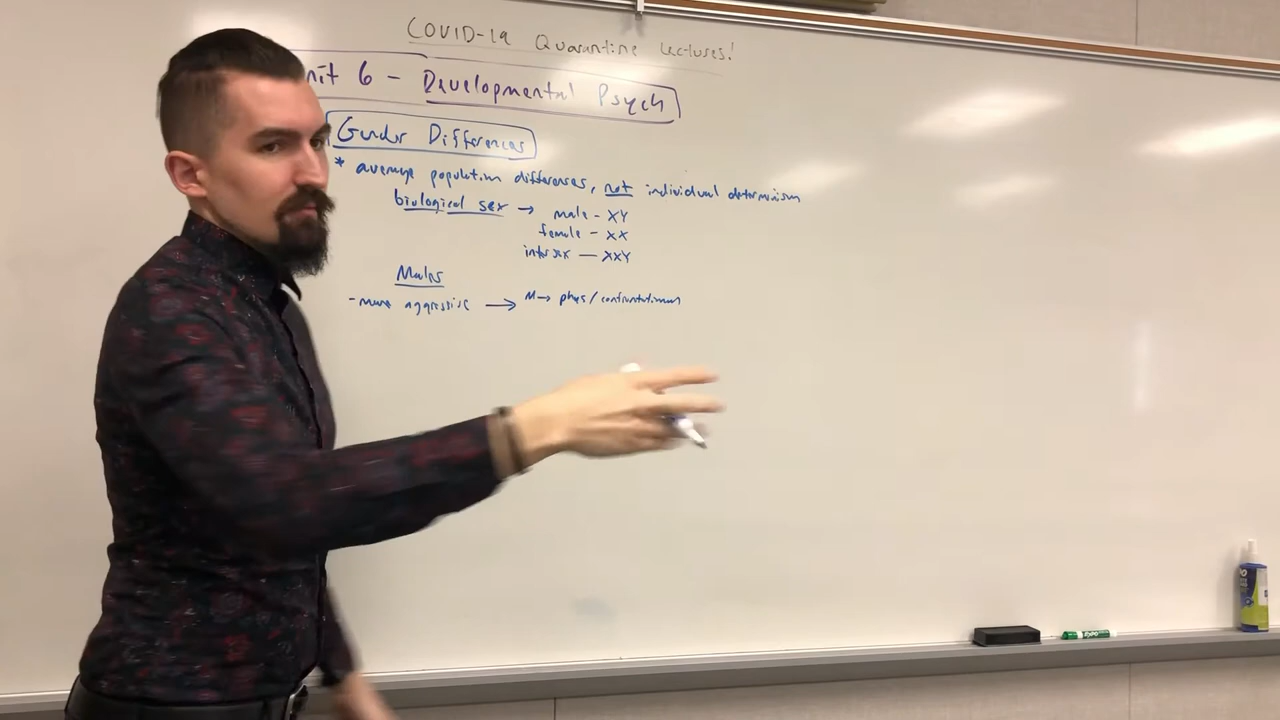 COVID-19 Quarantine Lectures!
nit 6 - Developmental Psych
Gender Differences
* average population differences, not individual determinism
biological sex → male - XY
female - XX
intersex — XXY
Males
- more aggressive → M → phys/confrontational
EXPO